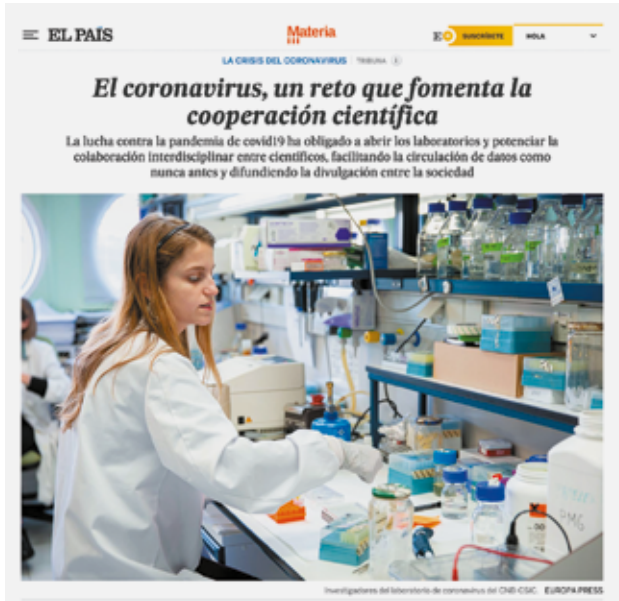 EL PAÍS
Materia
SUSCRÍBETE
HOLA
LA CRISIS DEL CORONAVIRUS
TRIBUNA
El coronavirus, un reto que fomenta la
cooperación científica
La lucha contra la pandemia de covid19 ha obligado a abrir los laboratorios y potenciar la
colaboración interdisciplinar entre científicos, facilitando la circulación de datos como
nunca antes y difundiendo la divulgación entre la sociedad
PMG
Investigadores del laboratorio de coronavirus del CNB-CSIC. EUROPA PRESS